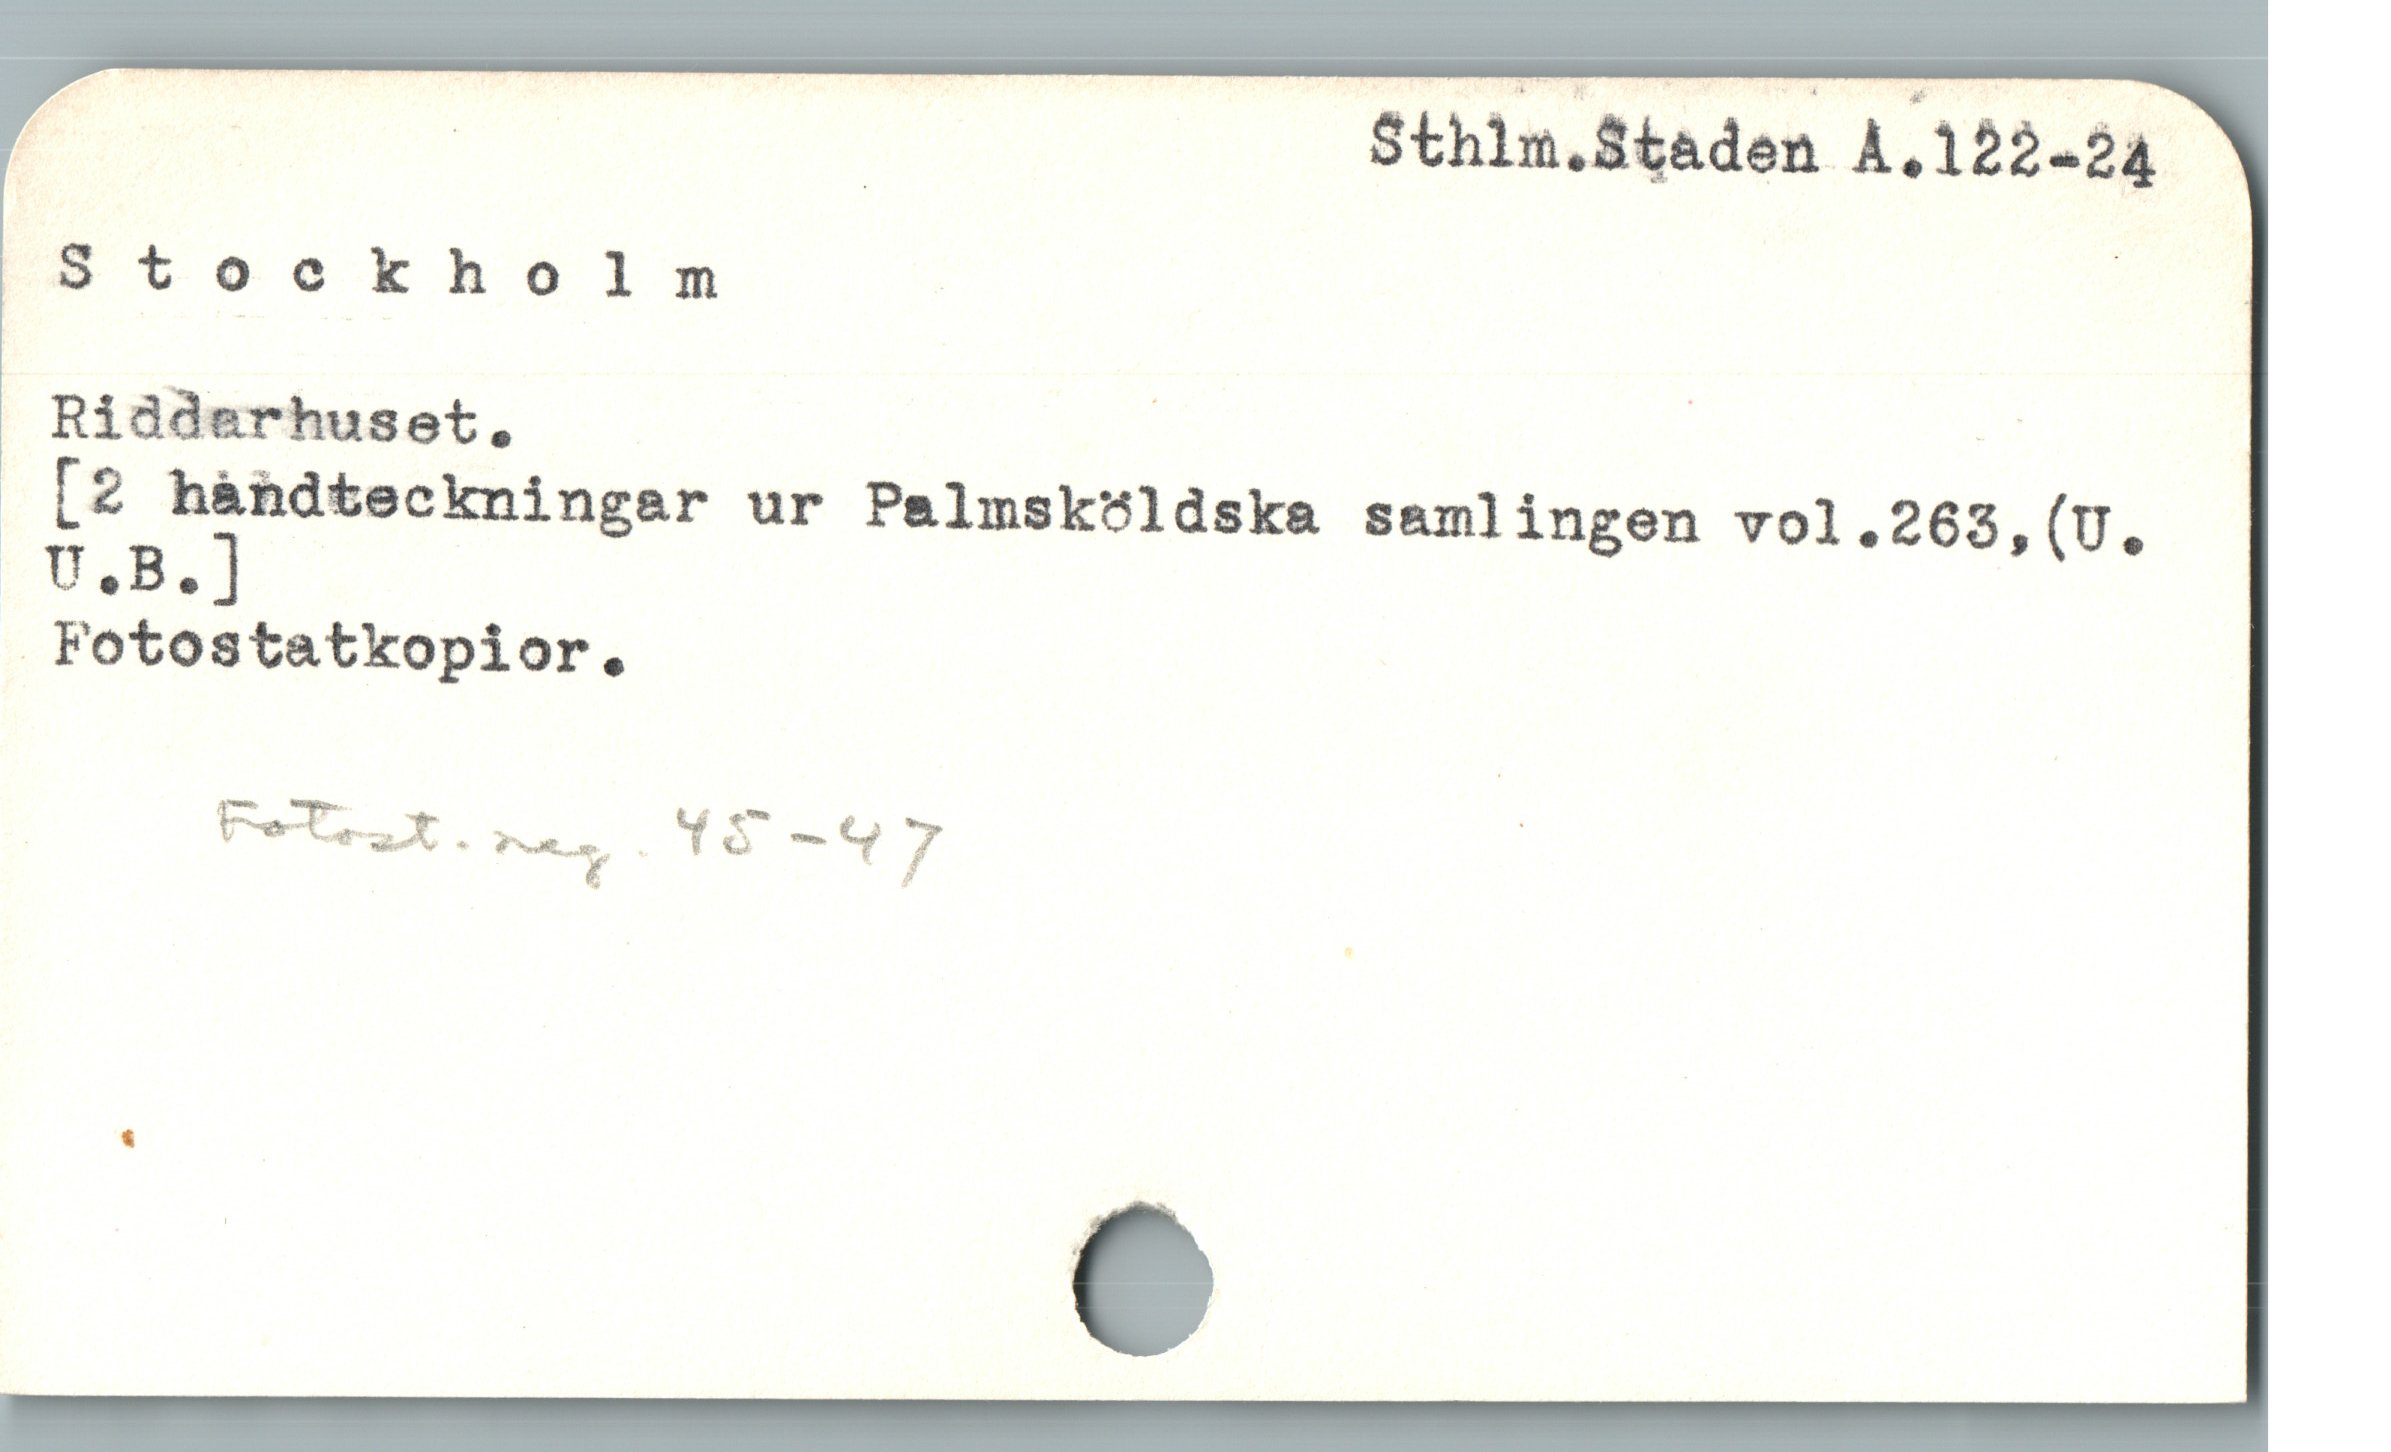 Sthlm.Staden A.122-24
S t o c k h o l m
Riddarhuset.
[2 handteckningar ur Palmsköldska samlingen vol.263,(U.
U.B.]
Fotostatkopior.
Fotost. neg. 45-47